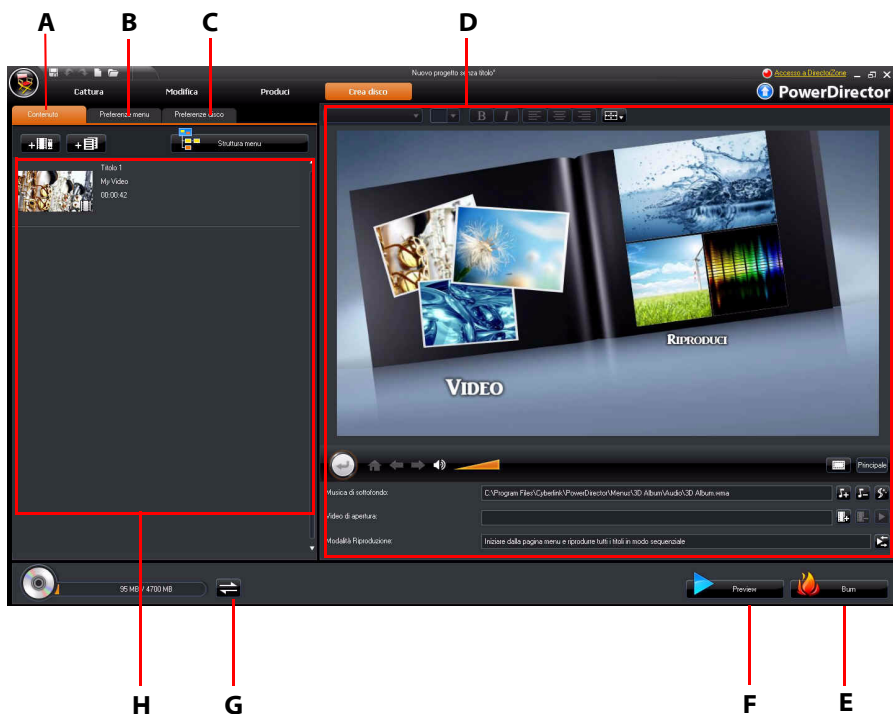 A
B
C
D
Nuovo progetto senza titolo*
Accesso a DirectorZone
Cattura
Modifica
Produci
Crea disco
PowerDirector
Contenuto
Preferenze menu
Preferenze disco
B I
Struttura menu
Titolo 1
My Video
00:00:42
VIDEO
RIPRODUCI
Principale
Musica di sottofondo:
C:\Program Files\Cyberlink\PowerDirector\Menus\3D Album\Audio\3D Album.wma
Video di apertura:
Modalità Riproduzione:
Iniziare dalla pagina menu e riprodurre tutti i titoli in modo sequenziale
95 MB / 4700 MB
Preview
Burn
H
G
F
E